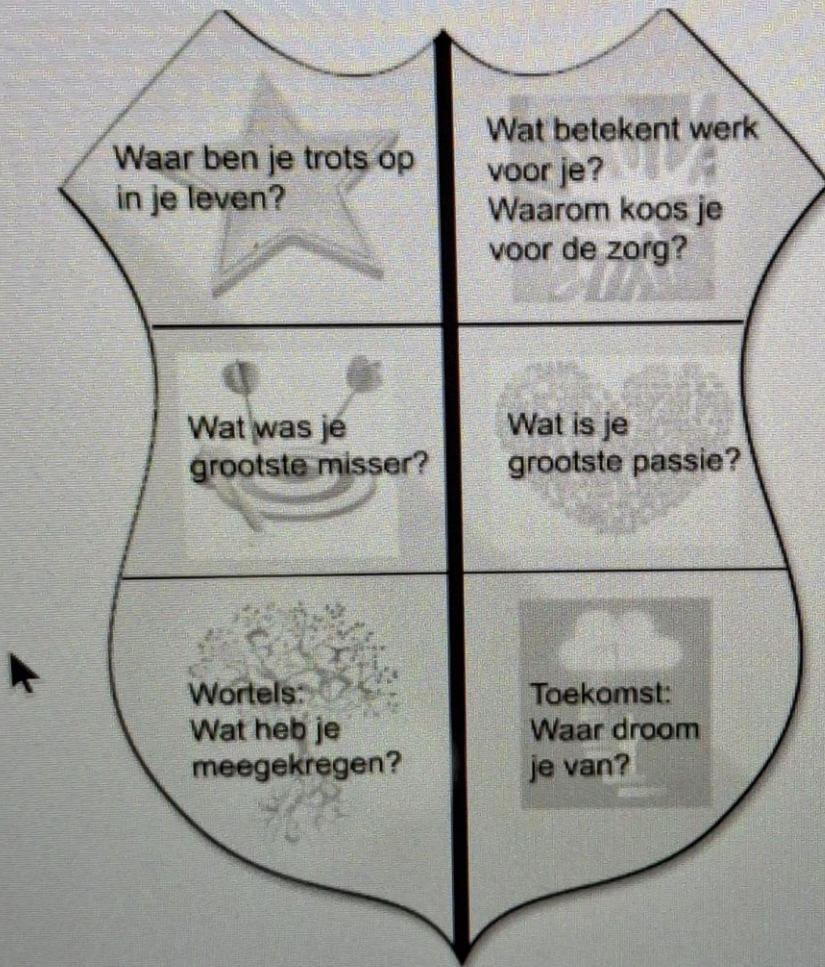 Waar ben je trots op
in je leven?
Wat betekent werk
voor je?
Waarom koos je
voor de zorg?
Wat was je
grootste misser?
Wat is je
grootste passie?
Wortels:
Wat heb je
meegekregen?
Toekomst:
Waar droom
je van?